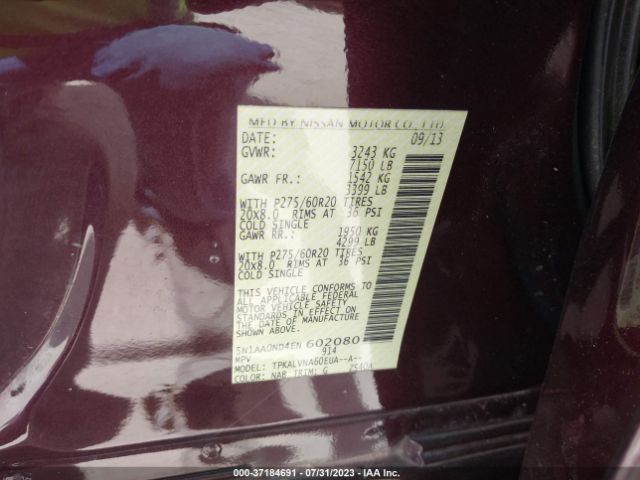 MFD BY NISSAN MOTOR CO., LTD.
DATE: 09/13
GVWR: 3243 KG
7150 LB
GAWR FR.: 1542 KG
3399 LB
WITH P275/60R20 TIRES
20x8.0 RIMS AT 36 PSI
COLD SINGLE
GAWR RR.: 1950 KG
4299 LB
WITH P275/60R20 TIRES
20x8.0 RIMS AT 36 PSI
COLD SINGLE
THIS VEHICLE CONFORMS TO
ALL APPLICABLE FEDERAL
MOTOR VEHICLE SAFETY
STANDARDS IN EFFECT ON
THE DATE OF MANUFACTURE
SHOWN ABOVE.
5N1AA0ND4EN602080
MPV 914
MODEL: TPKALVNA60EUA--A--
COLOR: NAB TRIM: G 25404
000-37184691 - 07/31/2023 - IAA Inc.